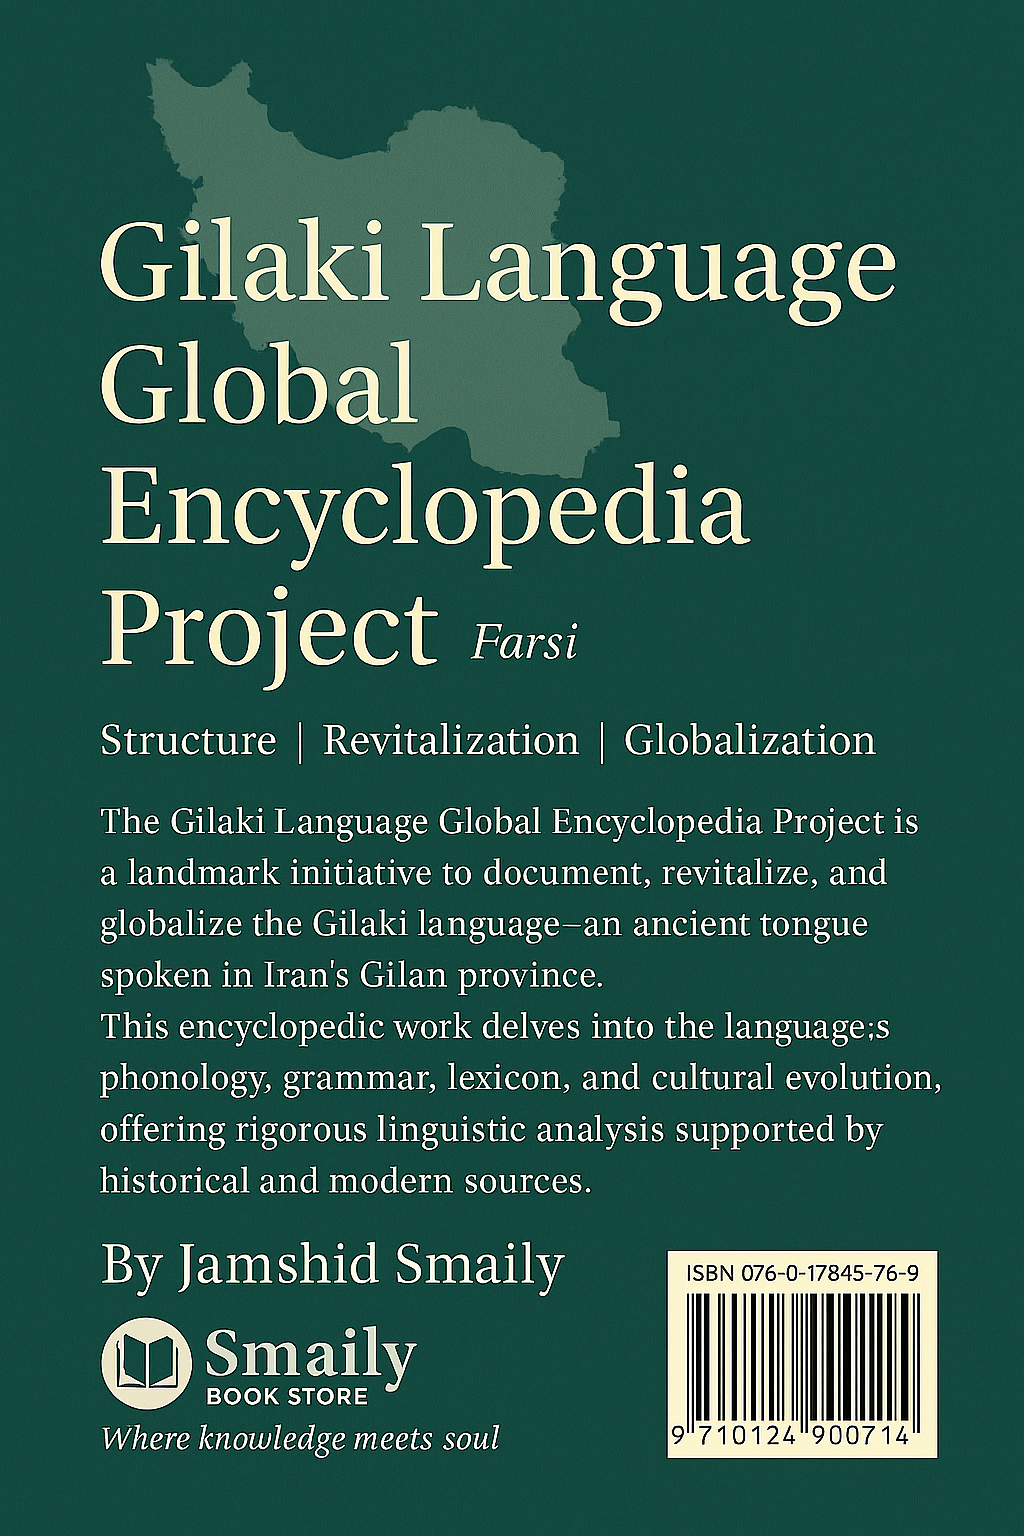 Gilaki Language
Global
Encyclopedia
Project Farsi
Structure | Revitalization | Globalization
The Gilaki Language Global Encyclopedia Project is
a landmark initiative to document, revitalize, and
globalize the Gilaki language—an ancient tongue
spoken in Iran's Gilan province.
This encyclopedic work delves into the language;s
phonology, grammar, lexicon, and cultural evolution,
offering rigorous linguistic analysis supported by
historical and modern sources.
By Jamshid Smaily
Smaily
BOOK STORE
Where knowledge meets soul
ISBN 076-0-17845-76-9
9 710124 900714